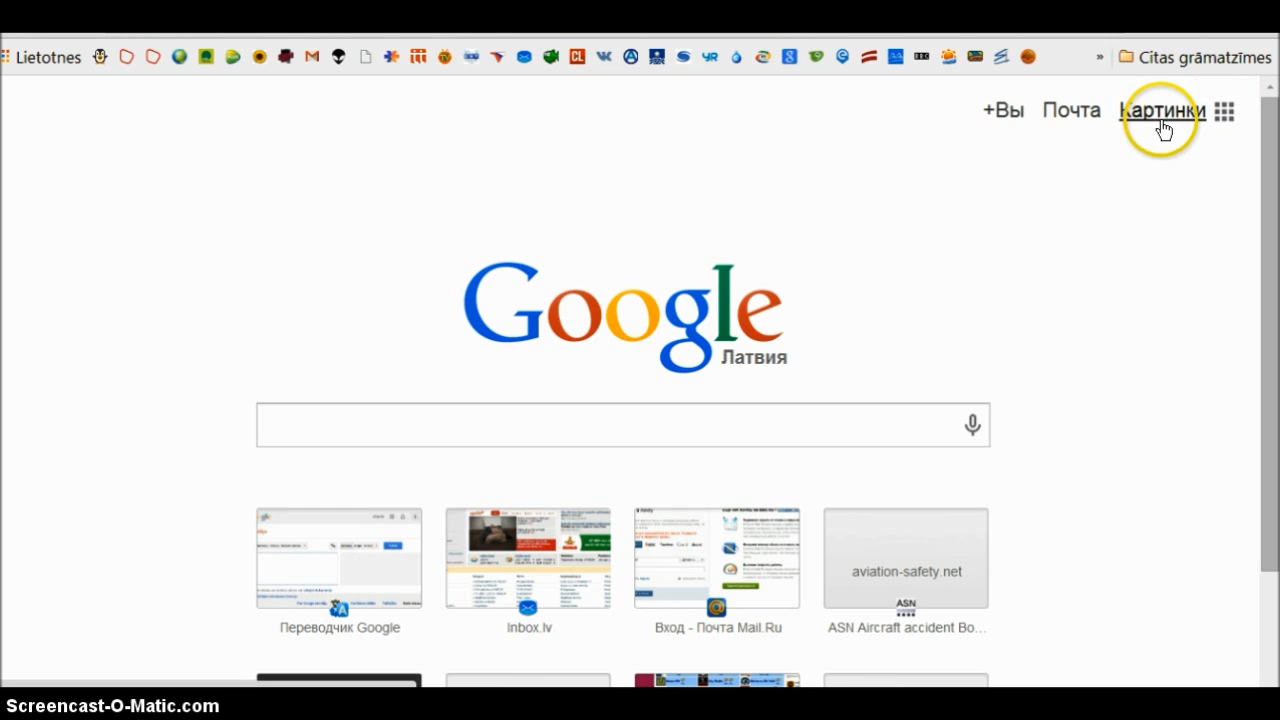 Lietotnes
» Citas grāmatzīmes
+Вы Почта Картинки
Google
Латвия
aviation-safety.net
ASN
Переводчик Google
Inbox.lv
Вход - Почта Mail.Ru
ASN Aircraft accident Bo...
Screencast-O-Matic.com